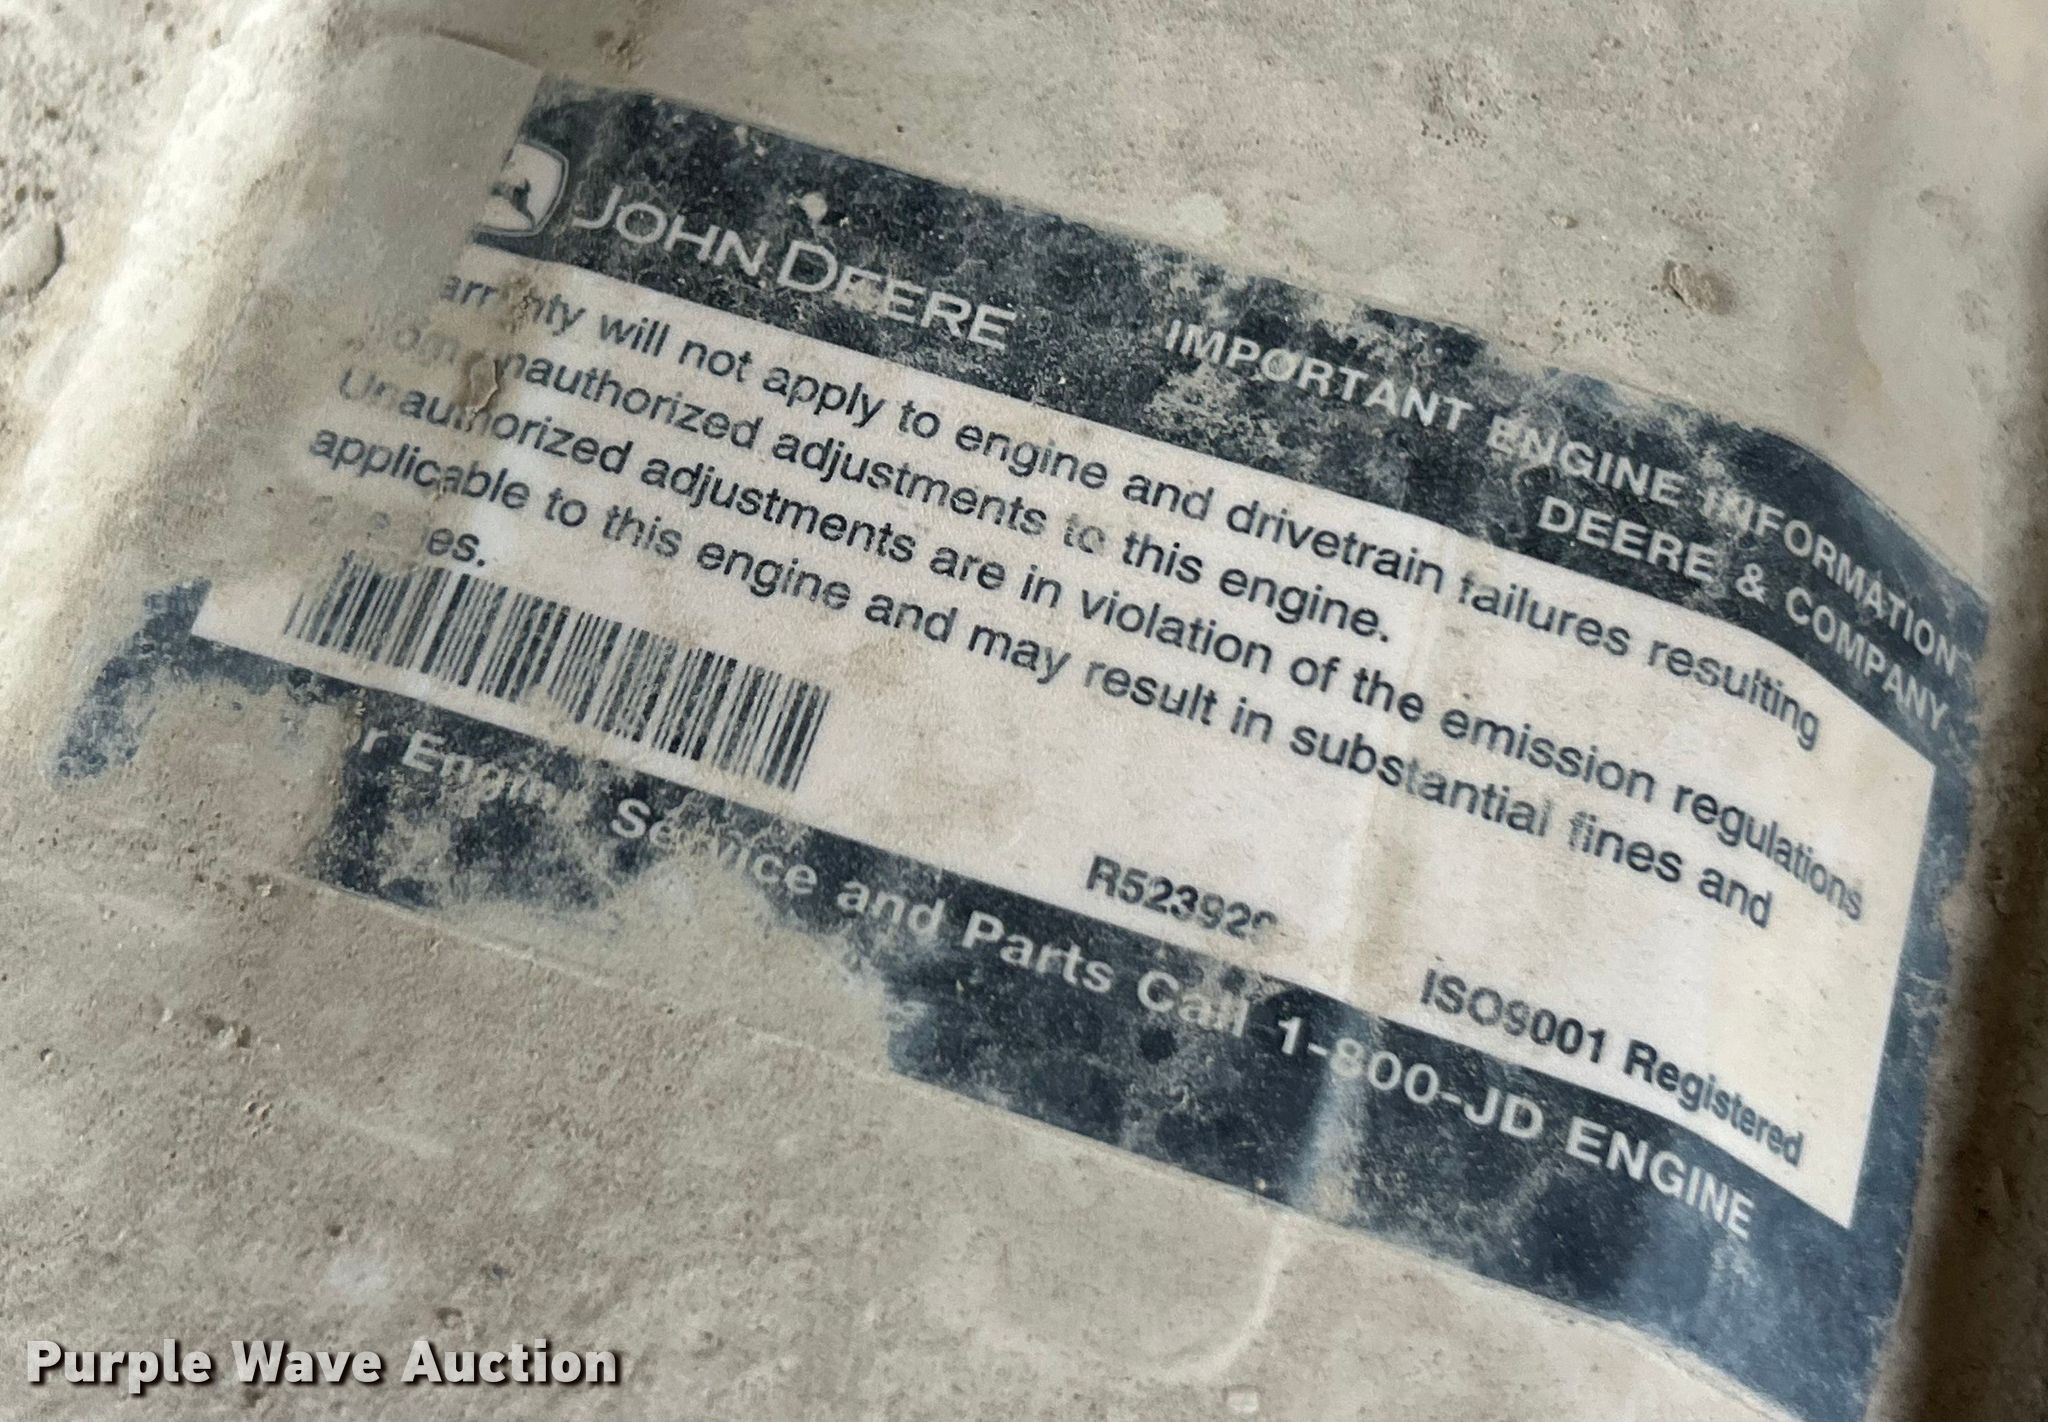 JOHN DEERE
IMPORTANT ENGINE INFORMATION
DEERE & COMPANY
will not apply to engine and drivetrain failures resulting
adjustments to this engine.
Unauthorized adjustments are in violation of the emission regulations
applicable to this engine and may result in substantial fines and
R52392
ISO9001 Registered
Engine Service and Parts Call 1-800-JD ENGINE
Purple Wave Auction